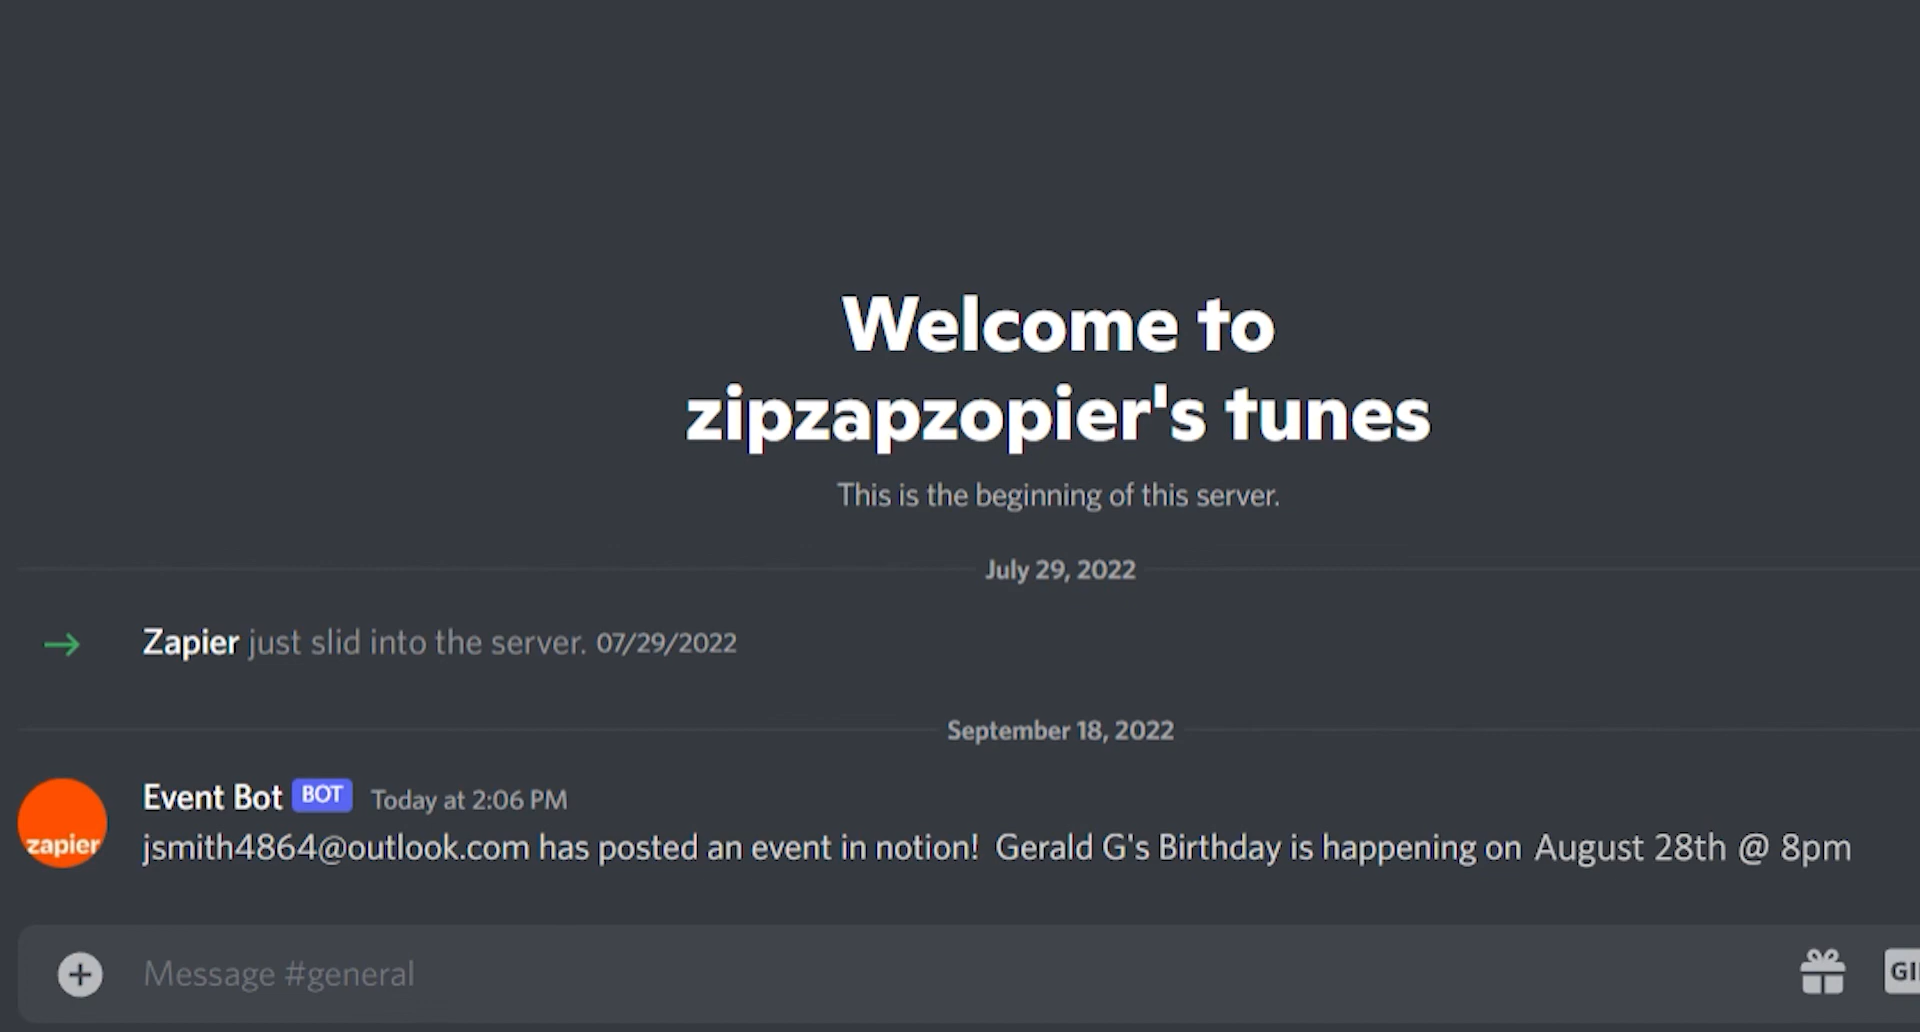 Welcome to
zipzapzopier's tunes
This is the beginning of this server.
July 29, 2022
Zapier just slid into the server. 07/29/2022
September 18, 2022
Event Bot BOT Today at 2:06 PM
zapier
jsmith4864@outlook.com has posted an event in notion! Gerald G's Birthday is happening on August 28th @ 8pm
Message #general